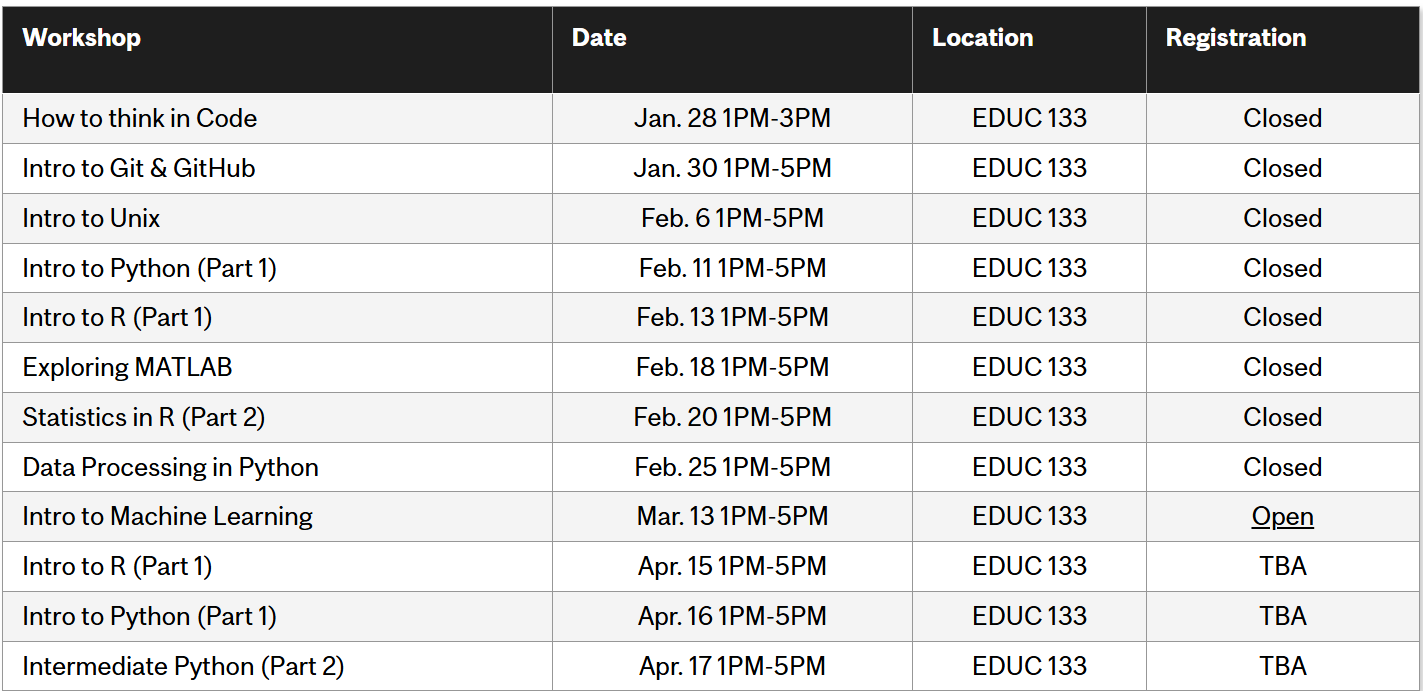 Workshop Date Location Registration
How to think in Code Jan. 28 1PM-3PM EDUC 133 Closed
Intro to Git & GitHub Jan. 30 1PM-5PM EDUC 133 Closed
Intro to Unix Feb. 6 1PM-5PM EDUC 133 Closed
Intro to Python (Part 1) Feb. 11 1PM-5PM EDUC 133 Closed
Intro to R (Part 1) Feb. 13 1PM-5PM EDUC 133 Closed
Exploring MATLAB Feb. 18 1PM-5PM EDUC 133 Closed
Statistics in R (Part 2) Feb. 20 1PM-5PM EDUC 133 Closed
Data Processing in Python Feb. 25 1PM-5PM EDUC 133 Closed
Intro to Machine Learning Mar. 13 1PM-5PM EDUC 133 Open
Intro to R (Part 1) Apr. 15 1PM-5PM EDUC 133 TBA
Intro to Python (Part 1) Apr. 16 1PM-5PM EDUC 133 TBA
Intermediate Python (Part 2) Apr. 17 1PM-5PM EDUC 133 TBA